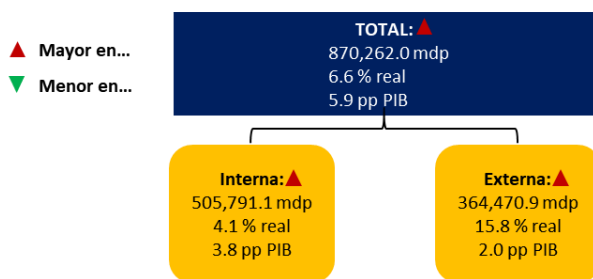 TOTAL:
870,262.0 mdp
6.6 % real
5.9 pp PIB
Mayor en...
Menor en...
Interna:
505,791.1 mdp
4.1 % real
3.8 pp PIB
Externa:
364,470.9 mdp
15.8 % real
2.0 pp PIB